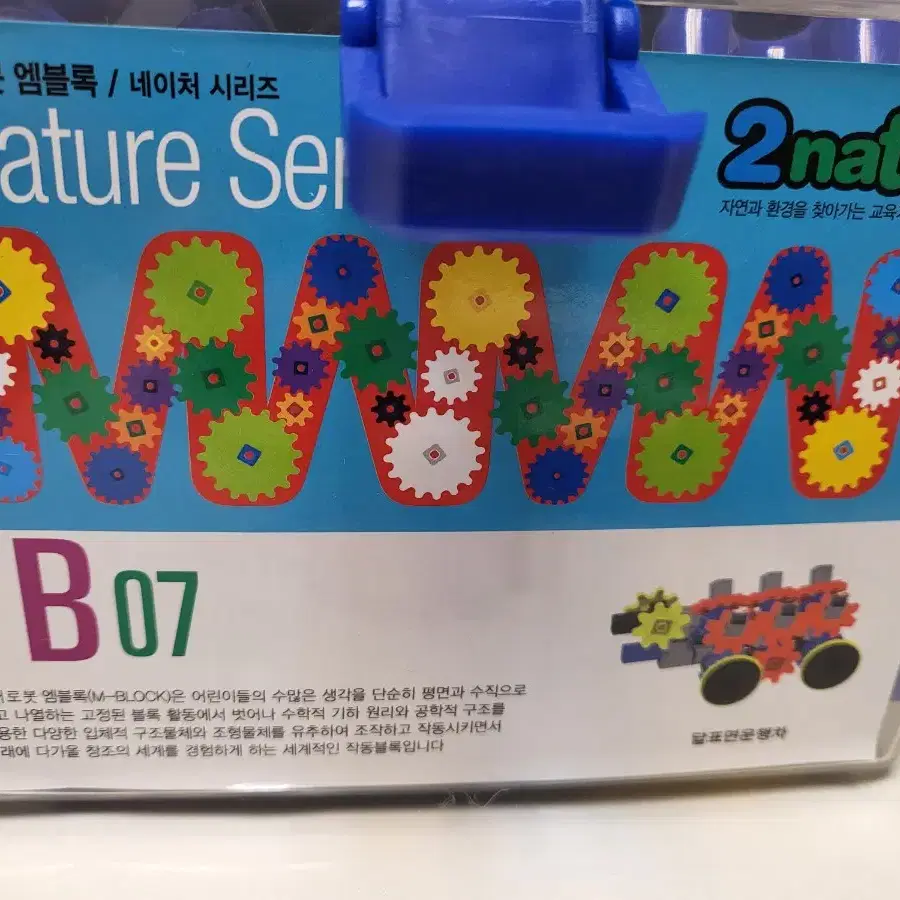 엠블록 / 네이처 시리즈
ature Ser
2nat
자연과 환경을 찾아가는 교육
B 07
로봇 엠블록(M-BLOCK)은 어린이들의 수많은 생각을 단순히 평면과 수직으로
고 나열하는 고정된 블록 활동에서 벗어나 수학적 기하 원리와 공학적 구조를
용한 다양한 입체적 구조물체와 조형물체를 유추하여 조작하고 작동시키면서
래에 다가올 창조의 세계를 경험하게 하는 세계적인 작동블록입니다
달표면운행차